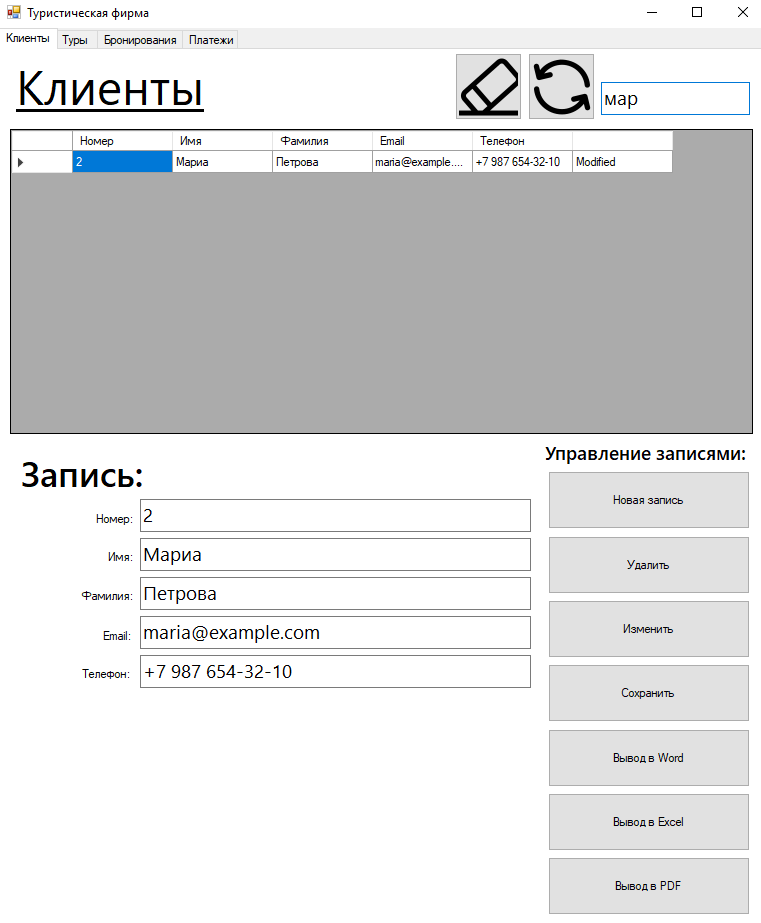 Туристическая фирма
Клиенты Туры Бронирования Платежи
Клиенты
мар
Номер Имя Фамилия Email Телефон
2 Мариа Петрова maria@example.... +7 987 654-32-10 Modified
Управление записями:
Запись:
Номер: 2
Имя: Мариа
Фамилия: Петрова
Email: maria@example.com
Телефон: +7 987 654-32-10
Новая запись
Удалить
Изменить
Сохранить
Вывод в Word
Вывод в Excel
Вывод в PDF